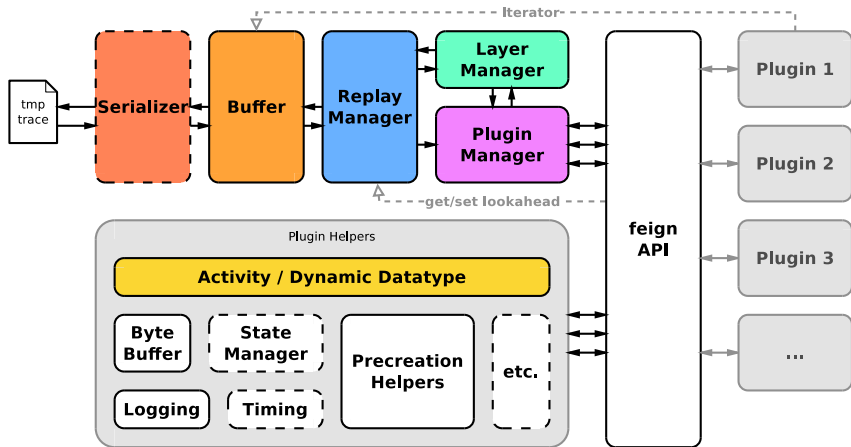 Iterator
tmp
trace
Serializer
Buffer
Replay
Manager
Layer
Manager
Plugin
Manager
get/set lookahead
feign
API
Plugin 1
Plugin 2
Plugin 3
...
Plugin Helpers
Activity / Dynamic Datatype
Byte
Buffer
State
Manager
Precreation
Helpers
etc.
Logging
Timing